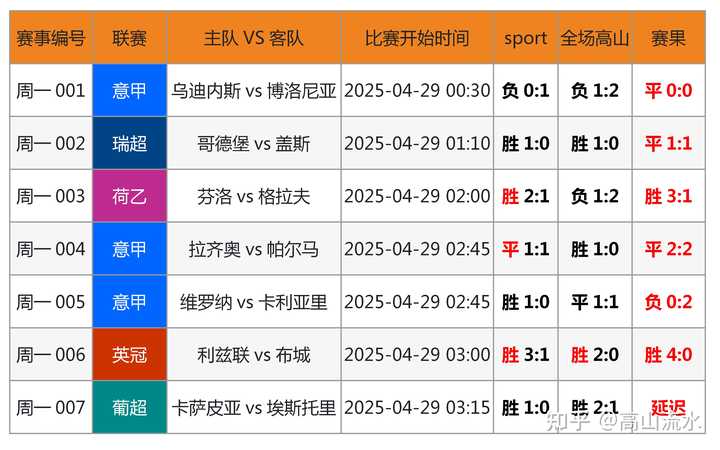 赛事编号 联赛 主队 VS 客队 比赛开始时间 sport 全场高山 赛果
周一 001 意甲 乌迪内斯 vs 博洛尼亚 2025-04-29 00:30 负 0:1 负 1:2 平 0:0
周一 002 瑞超 哥德堡 vs 盖斯 2025-04-29 01:10 胜 1:0 胜 1:0 平 1:1
周一 003 荷乙 芬洛 vs 格拉夫 2025-04-29 02:00 胜 2:1 负 1:2 胜 3:1
周一 004 意甲 拉齐奥 vs 帕尔马 2025-04-29 02:45 平 1:1 胜 1:0 平 2:2
周一 005 意甲 维罗纳 vs 卡利亚里 2025-04-29 02:45 胜 1:0 平 1:1 负 0:2
周一 006 英冠 利兹联 vs 布城 2025-04-29 03:00 胜 3:1 胜 2:0 胜 4:0
周一 007 葡超 卡萨皮亚 vs 埃斯托里 2025-04-29 03:15 胜 1:0 胜 2:1 延迟
知乎 @高山流水